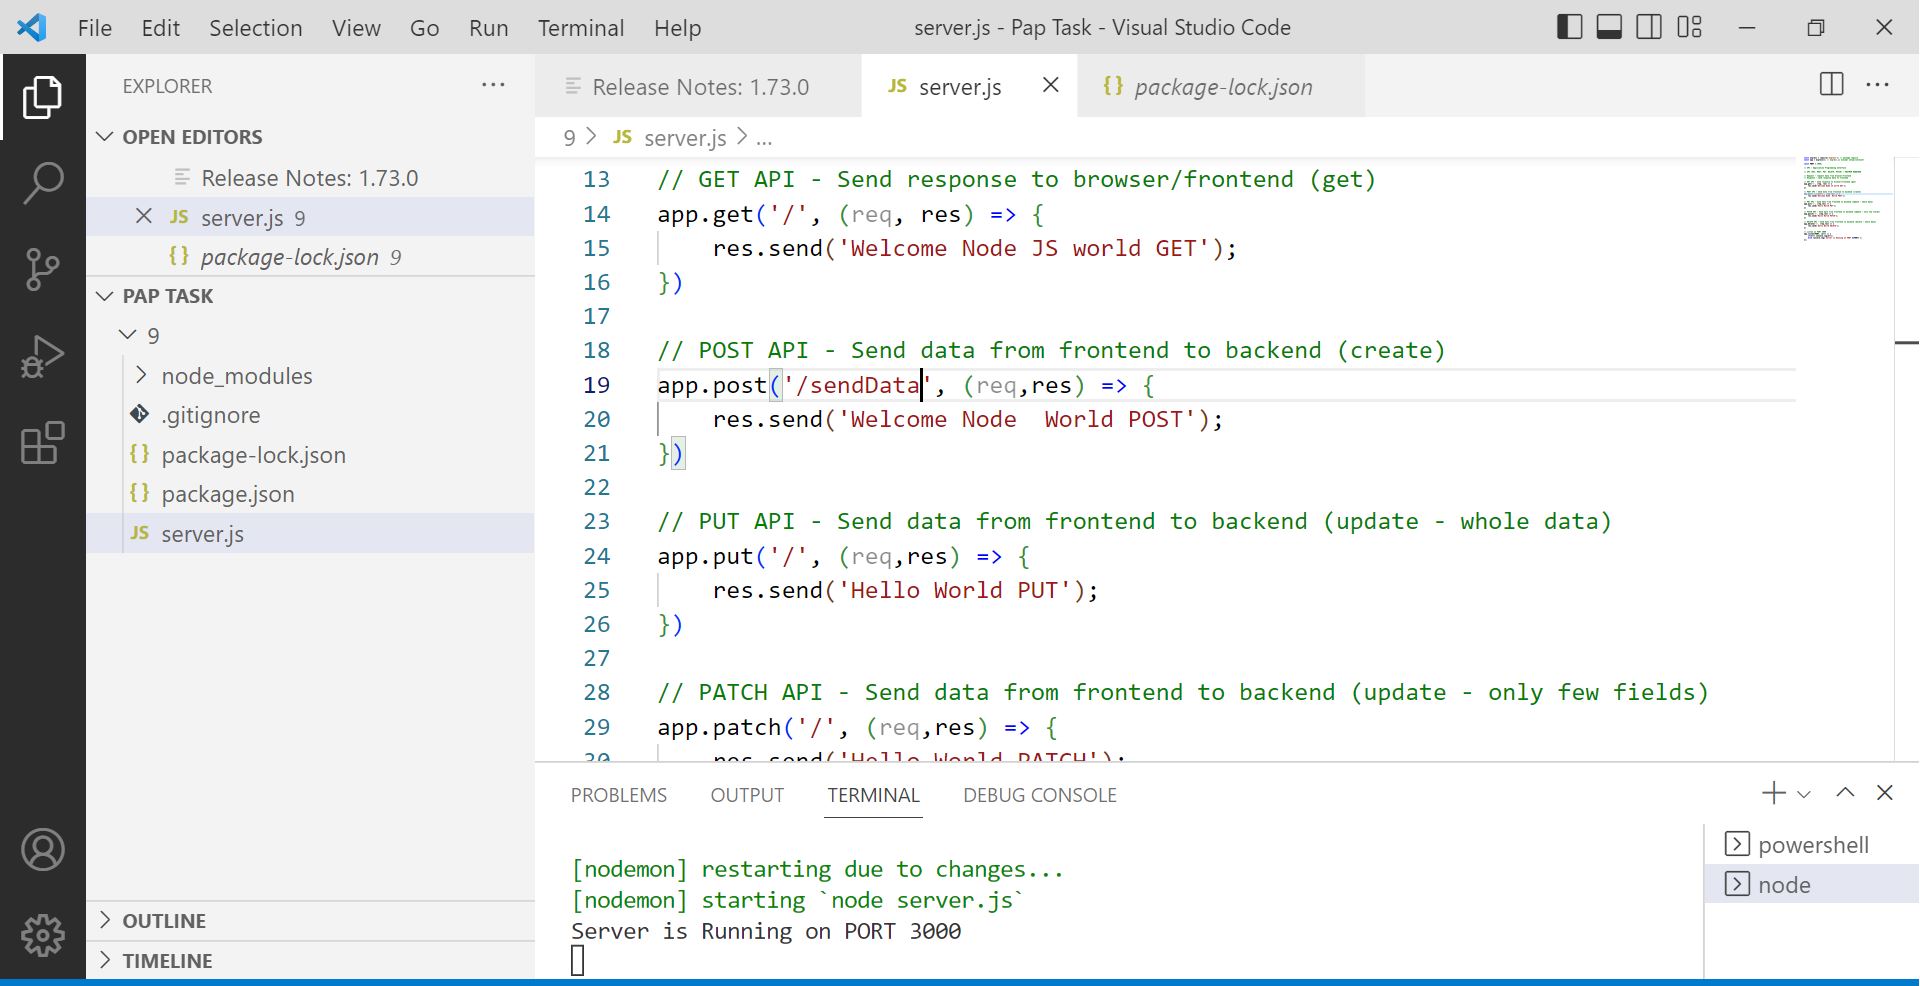 File Edit Selection View Go Run Terminal Help
server.js - Pap Task - Visual Studio Code
EXPLORER
OPEN EDITORS
Release Notes: 1.73.0
JS server.js 9
{} package-lock.json 9
PAP TASK
9
node_modules
.gitignore
{} package-lock.json
{} package.json
JS server.js
OUTLINE
TIMELINE
Release Notes: 1.73.0
JS server.js
{} package-lock.json
9 > JS server.js > ...
13 // GET API - Send response to browser/frontend (get)
14 app.get('/', (req, res) => {
15 res.send('Welcome Node JS world GET');
16 })
17
18 // POST API - Send data from frontend to backend (create)
19 app.post('/sendData', (req,res) => {
20 res.send('Welcome Node  World POST');
21 })
22
23 // PUT API - Send data from frontend to backend (update - whole data)
24 app.put('/', (req,res) => {
25 res.send('Hello World PUT');
26 })
27
28 // PATCH API - Send data from frontend to backend (update - only few fields)
29 app.patch('/', (req,res) => {
30 res.send('Hello World PATCH');
PROBLEMS OUTPUT TERMINAL DEBUG CONSOLE
[nodemon] restarting due to changes...
[nodemon] starting `node server.js`
Server is Running on PORT 3000
powershell
node